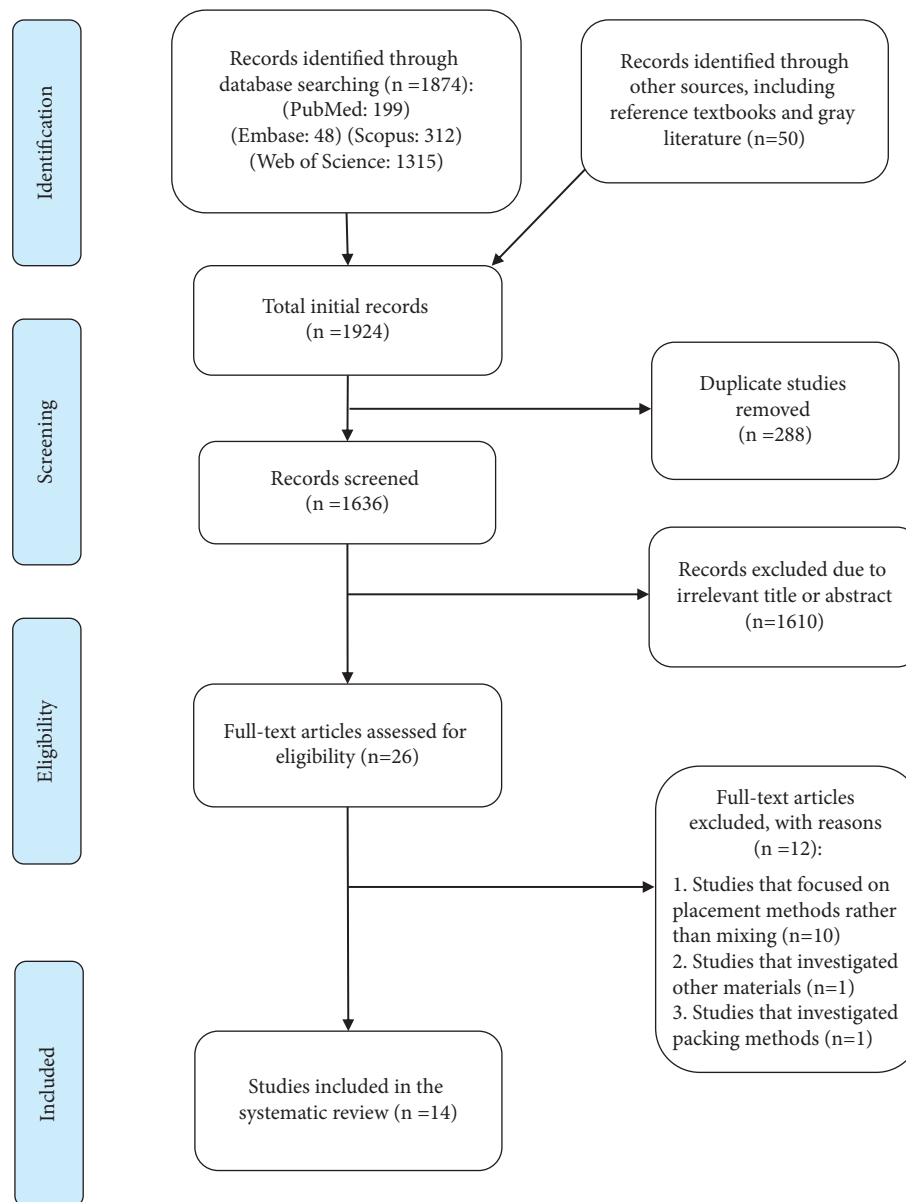 Identification
Records identified through
database searching (n =1874):
(PubMed: 199)
(Embase: 48) (Scopus: 312)
(Web of Science: 1315)
Records identified through
other sources, including
reference textbooks and gray
literature (n=50)
Total initial records
(n =1924)
Screening
Duplicate studies
removed
(n =288)
Records screened
(n =1636)
Records excluded due to
irrelevant title or abstract
(n=1610)
Eligibility
Full-text articles assessed for
eligibility (n=26)
Full-text articles
excluded, with reasons
(n =12):
1. Studies that focused on
placement methods rather
than mixing (n=10)
2. Studies that investigated
other materials (n=1)
3. Studies that investigated
packing methods (n=1)
Included
Studies included in the
systematic review (n =14)